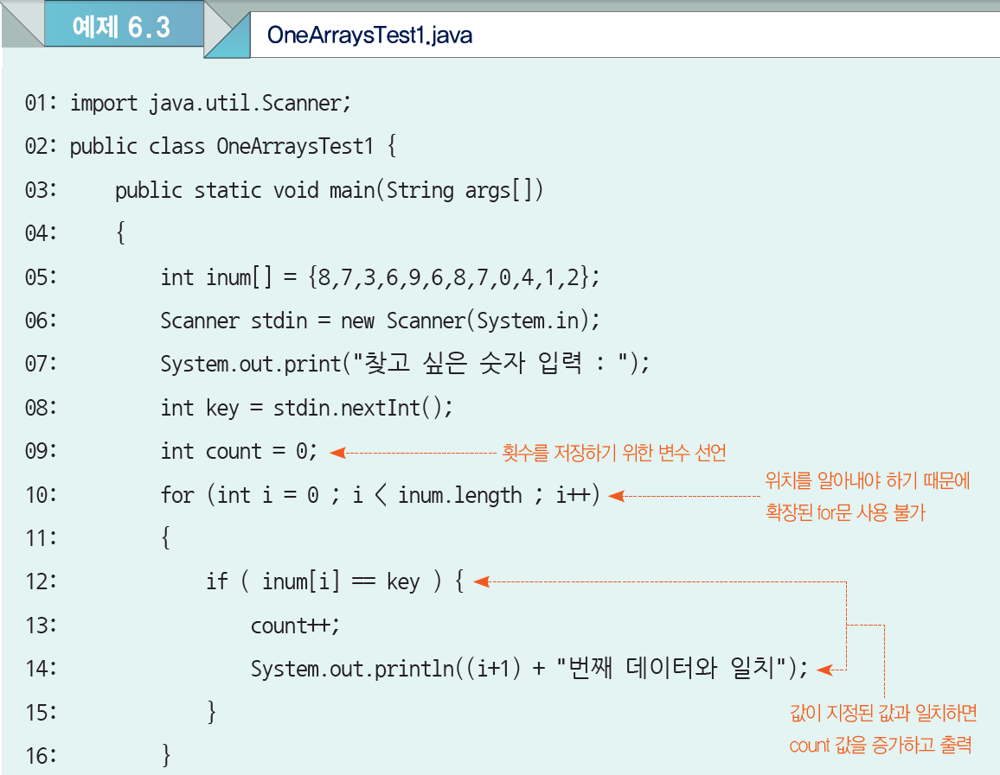 예제 6.3
OneArraysTest1.java
01: import java.util.Scanner;
02: public class OneArraysTest1 {
03: public static void main(String args[])
04: {
05: int inum[] = {8,7,3,6,9,6,8,7,0,4,1,2};
06: Scanner stdin = new Scanner(System.in);
07: System.out.print("찾고 싶은 숫자 입력 : ");
08: int key = stdin.nextInt();
09: int count = 0;
횟수를 저장하기 위한 변수 선언
10: for (int i = 0 ; i < inum.length ; i++)
위치를 알아내야 하기 때문에
확장된 for문 사용 불가
11: {
12: if ( inum[i] == key ) {
13: count++;
14: System.out.println((i+1) + "번째 데이터와 일치");
15: }
값이 지정된 값과 일치하면
count 값을 증가하고 출력
16: }